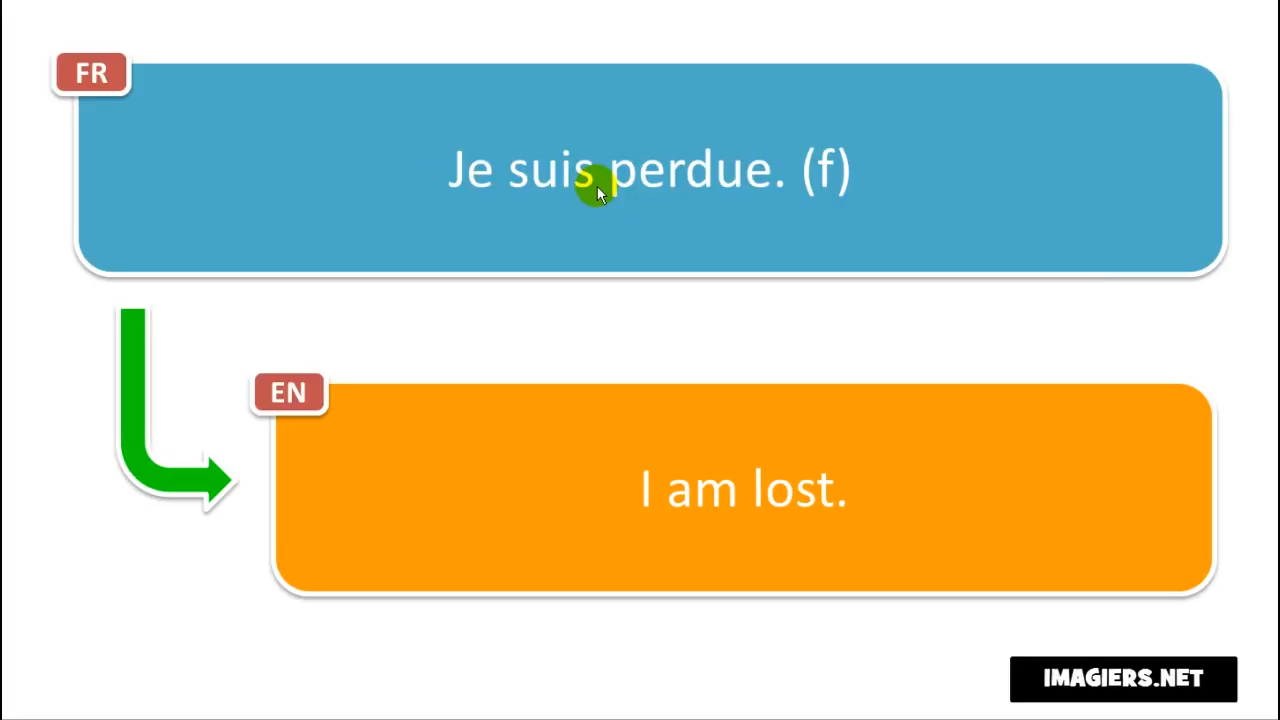 FR
Je suis perdue. (f)
EN
I am lost.
IMAGIERS.NET